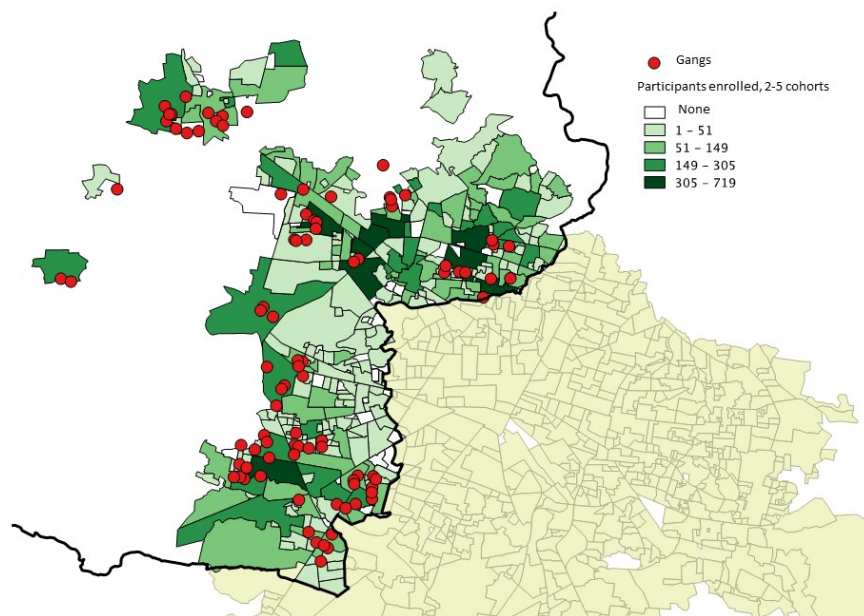 Gangs
Participants enrolled, 2-5 cohorts
None
1 – 51
51 – 149
149 – 305
305 – 719